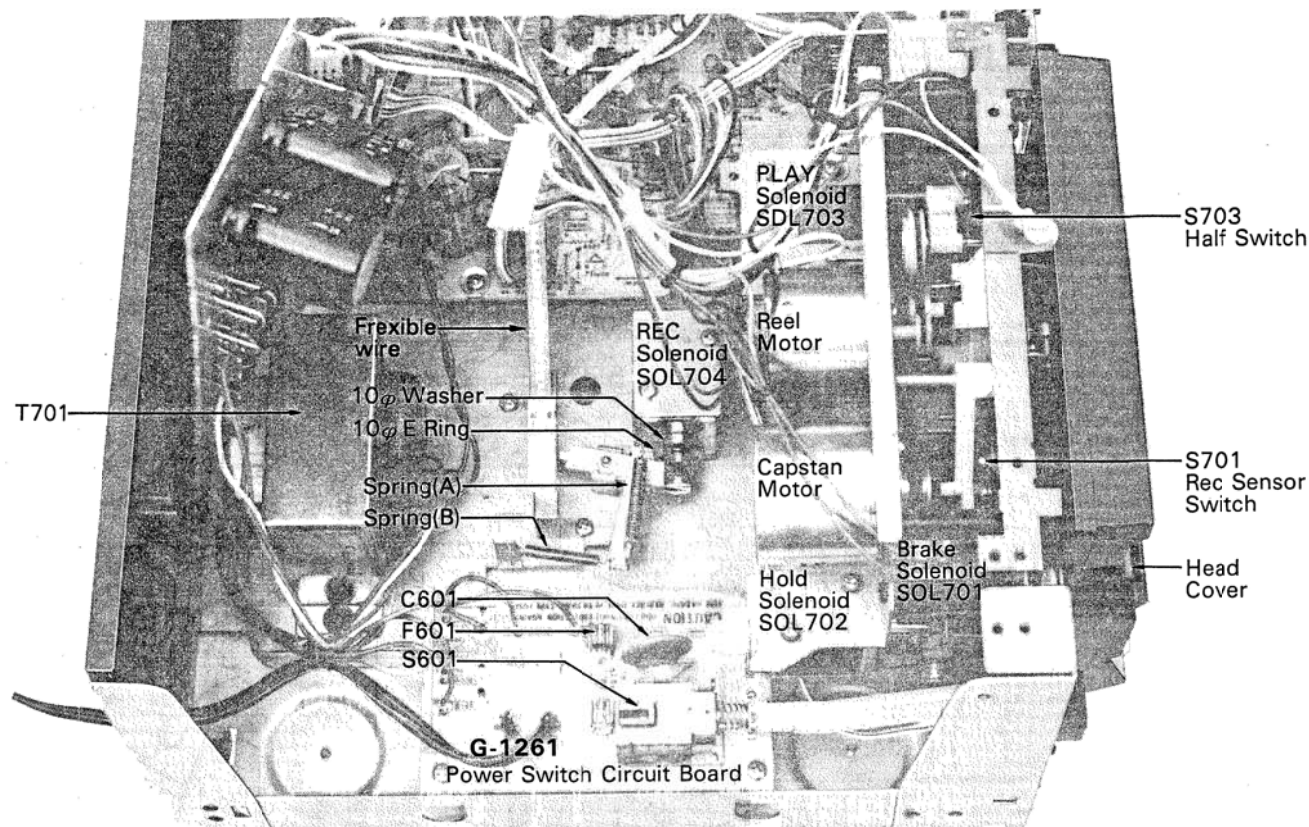 PLAY
Solenoid
SDL703
S703
Half Switch
Frexible
wire
REC
Solenoid
SOL704
Reel
Motor
10φ Washer
T701
10φ E Ring
Capstan
Motor
S701
Rec Sensor
Switch
Spring(A)
Spring(B)
Brake
Solenoid
SOL701
Hold
Solenoid
SOL702
Head
Cover
C601
CAUTION
F601
S601
G-1261
Power Switch Circuit Board